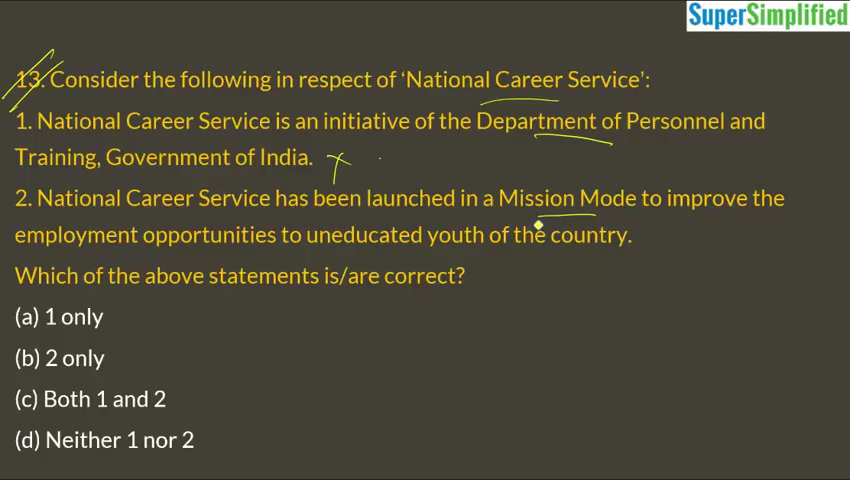 SuperSimplified
13. Consider the following in respect of ‘National Career Service’:
1. National Career Service is an initiative of the Department of Personnel and
Training, Government of India.
2. National Career Service has been launched in a Mission Mode to improve the
employment opportunities to uneducated youth of the country.
Which of the above statements is/are correct?
(a) 1 only
(b) 2 only
(c) Both 1 and 2
(d) Neither 1 nor 2